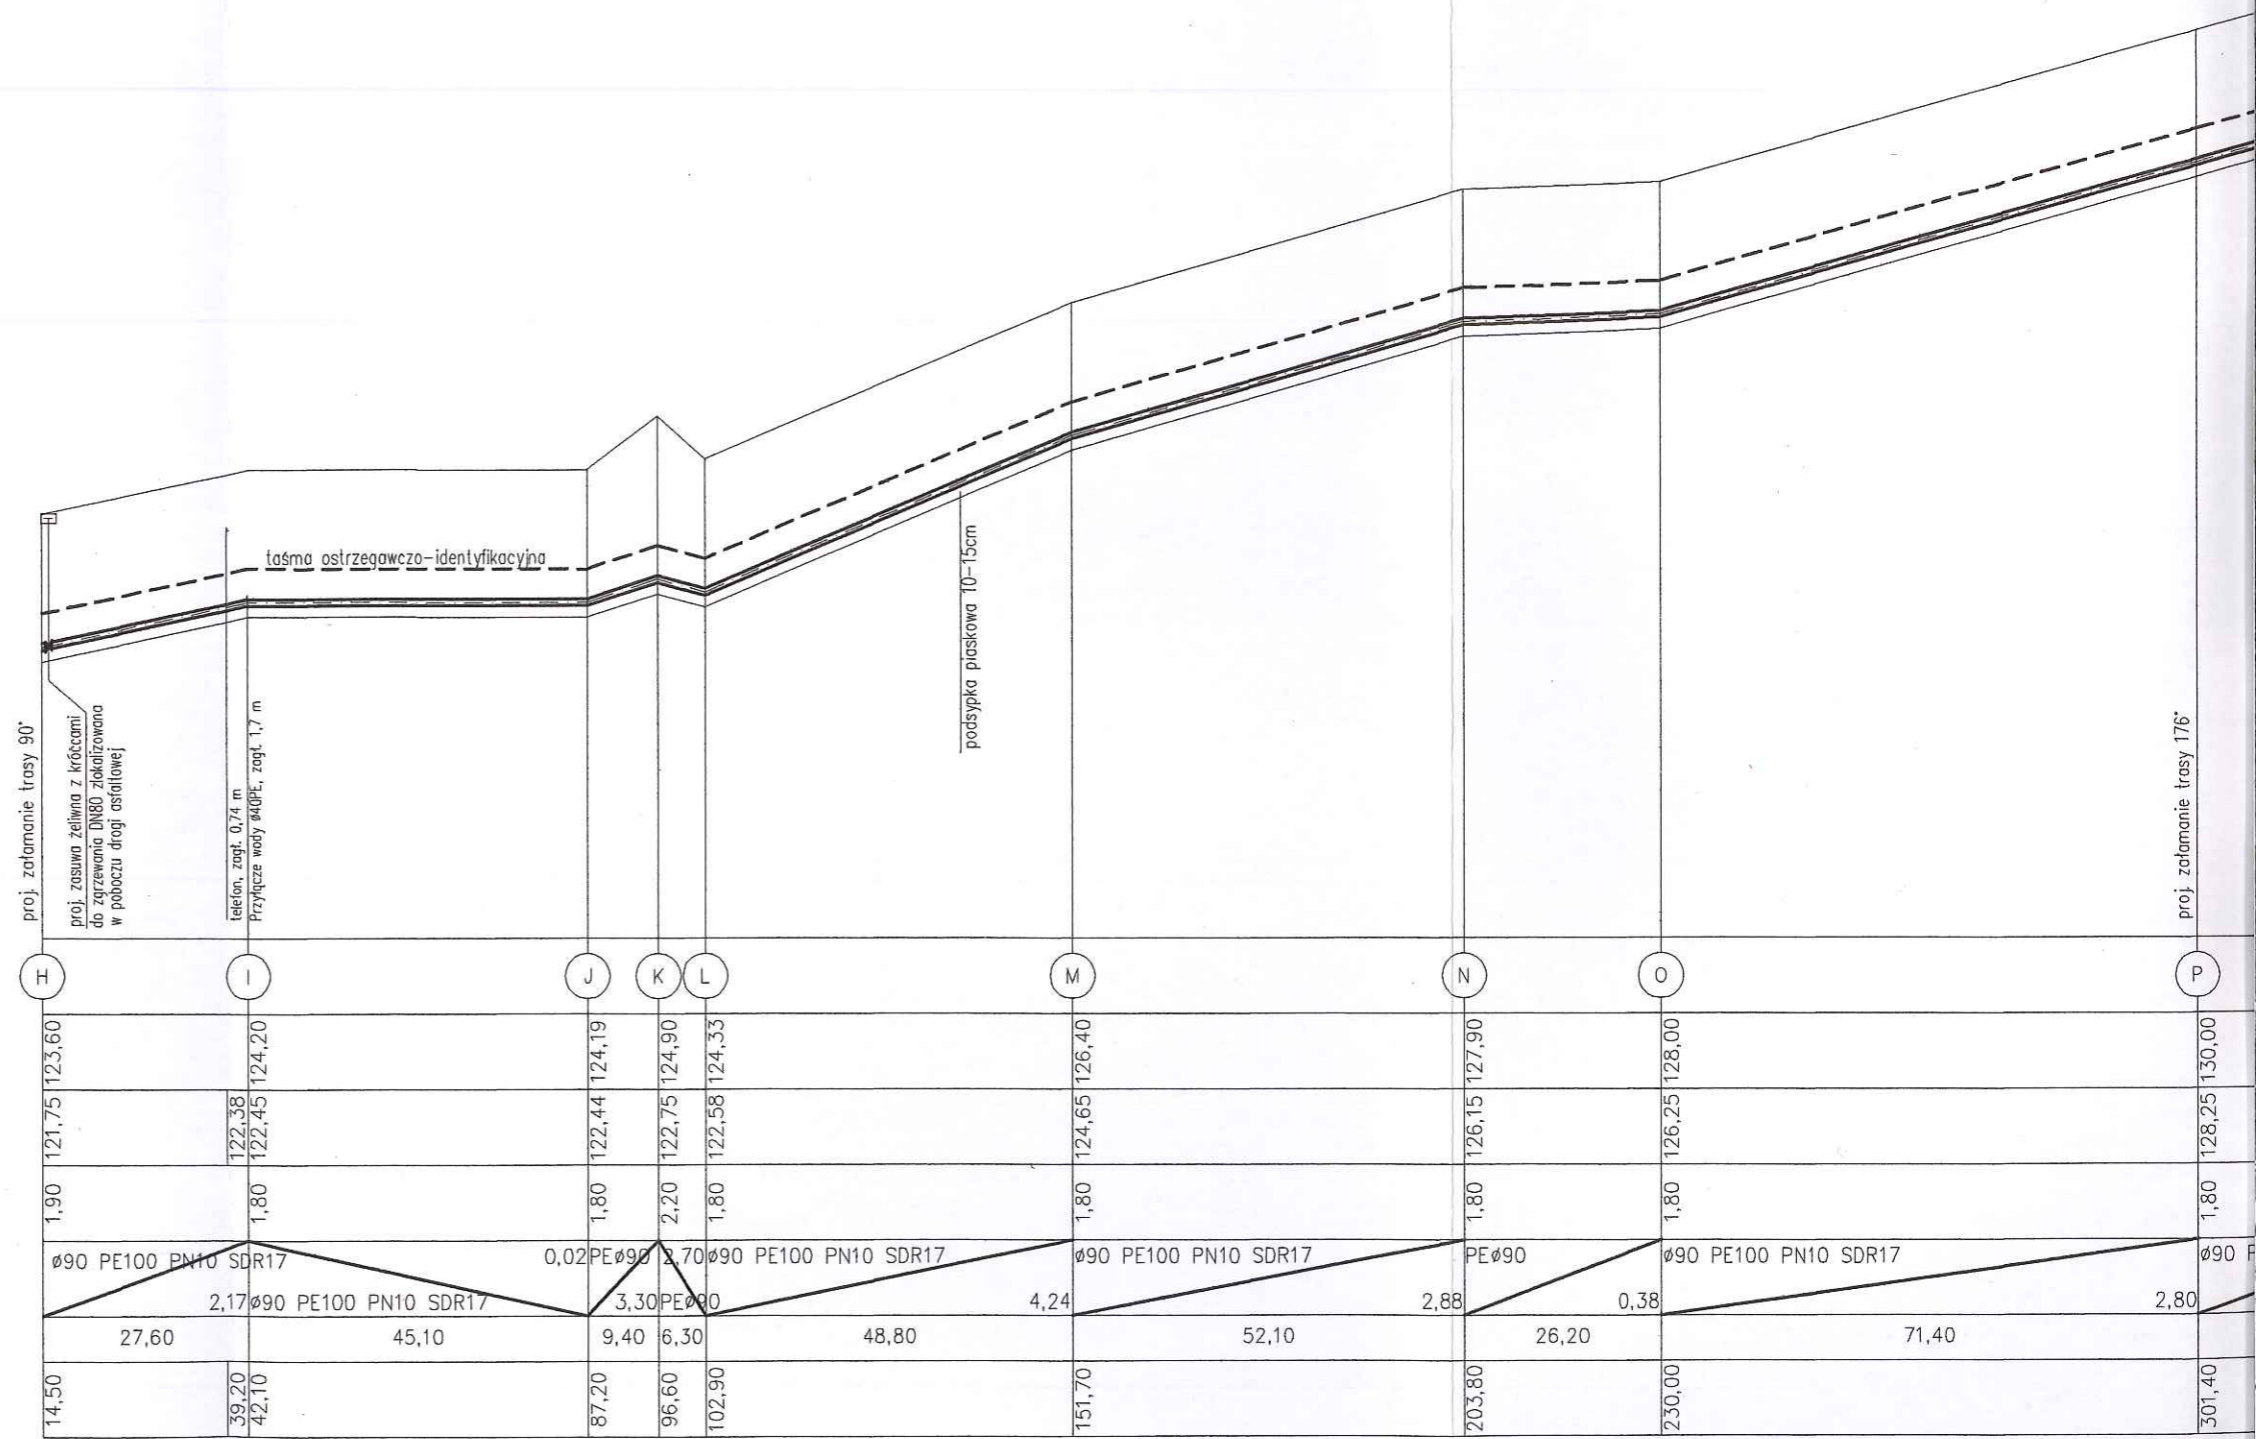 taśma ostrzegawczo-identyfikacyjna
podsypka piaskowa 10-15cm
proj. załamanie trasy 90°
proj. zasuwa żeliwna z króćcami
do zgrzewania DN80 zlokalizowana
w poboczu drogi asfaltowej
telefon, zagł. 0,74 m
Przyłącze wody ø40PE, zagł. 1,7 m
proj. załamanie trasy 176°
H I J K L M N O P
123,60 124,20 124,19 124,90 124,33 126,40 127,90 128,00 130,00
121,75 122,38 122,45 122,44 122,75 122,58 124,65 126,15 126,25 128,25
1,90 1,80 1,80 2,20 1,80 1,80 1,80 1,80 1,80
ø90 PE100 PN10 SDR17 0,02 PEø90 2,70 ø90 PE100 PN10 SDR17 ø90 PE100 PN10 SDR17 PEø90 ø90 PE100 PN10 SDR17 ø90
2,17 ø90 PE100 PN10 SDR17 3,30 PEø90 4,24 2,88 0,38 2,80
27,60 45,10 9,40 6,30 48,80 52,10 26,20 71,40
14,50 39,20 42,10 87,20 96,60 102,90 151,70 203,80 230,00 301,40